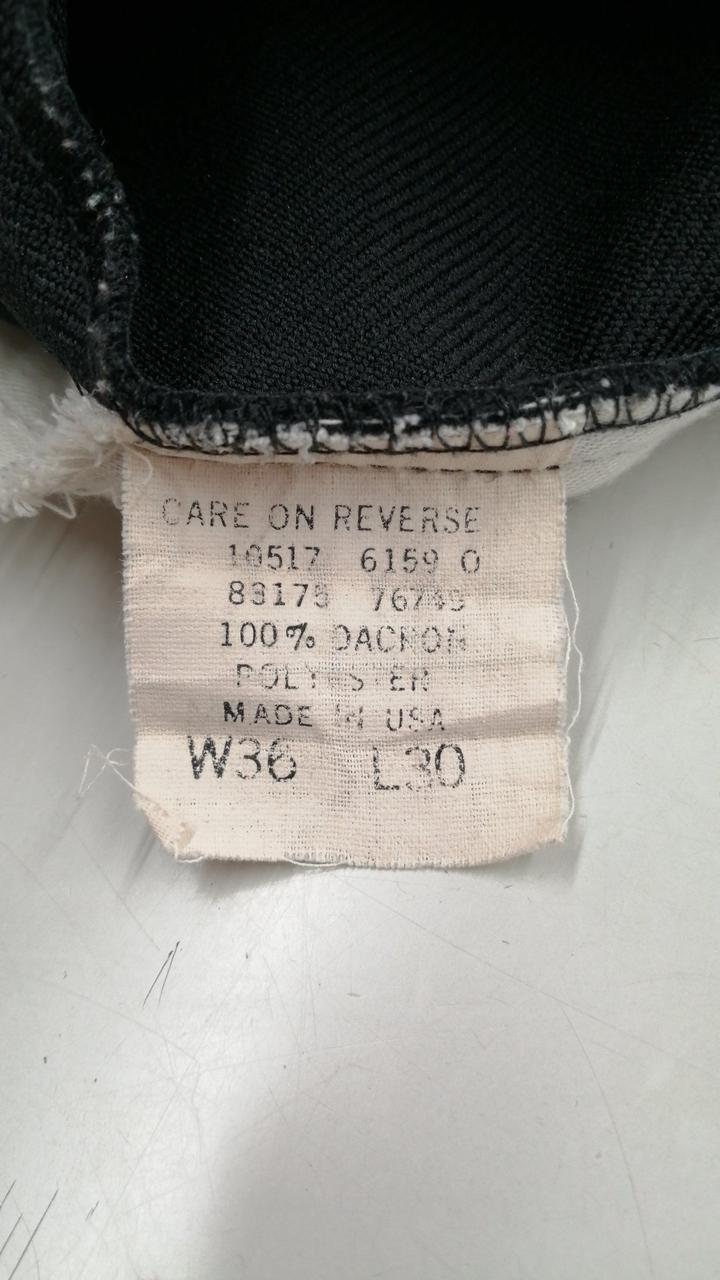 CARE ON REVERSE
10517 6159 0
100% DACRON
POLYESTER
MADE IN USA
W36 L30